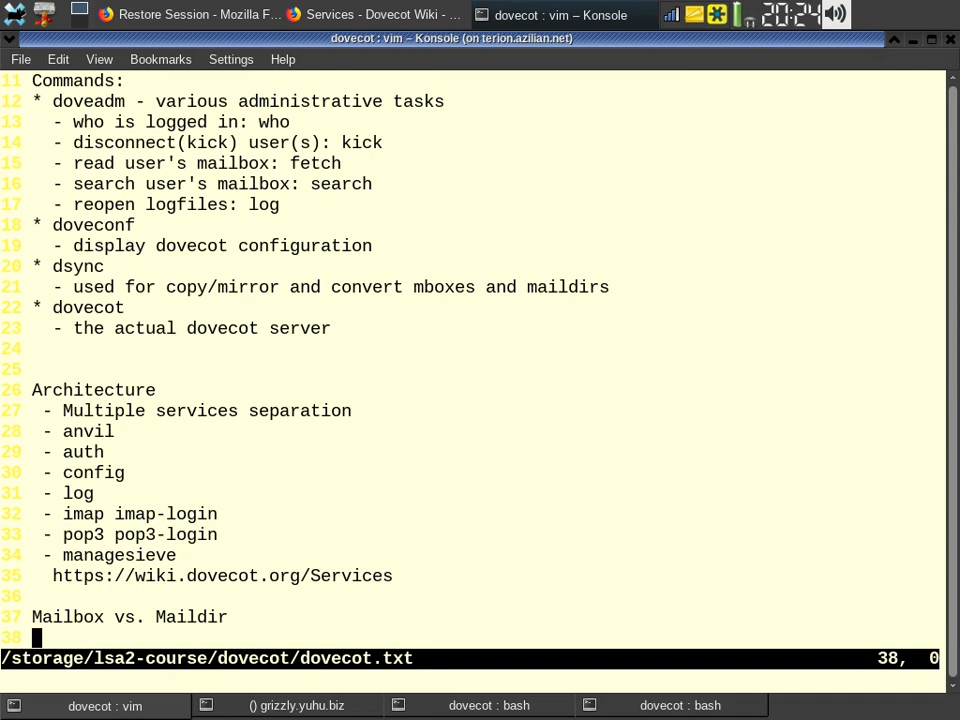 Restore Session - Mozilla F... Services - Dovecot Wiki - ... dovecot : vim – Konsole 20:24
dovecot : vim – Konsole (on terion.azilian.net)
File Edit View Bookmarks Settings Help
11 Commands:
12 * doveadm - various administrative tasks
13   - who is logged in: who
14   - disconnect(kick) user(s): kick
15   - read user's mailbox: fetch
16   - search user's mailbox: search
17   - reopen logfiles: log
18 * doveconf
19   - display dovecot configuration
20 * dsync
21   - used for copy/mirror and convert mboxes and maildirs
22 * dovecot
23   - the actual dovecot server
24
25
26 Architecture
27  - Multiple services separation
28  - anvil
29  - auth
30  - config
31  - log
32  - imap imap-login
33  - pop3 pop3-login
34  - managesieve
35   https://wiki.dovecot.org/Services
36
37 Mailbox vs. Maildir
38
/storage/lsa2-course/dovecot/dovecot.txt 38, 0
dovecot : vim () grizzly.yuhu.biz dovecot : bash dovecot : bash